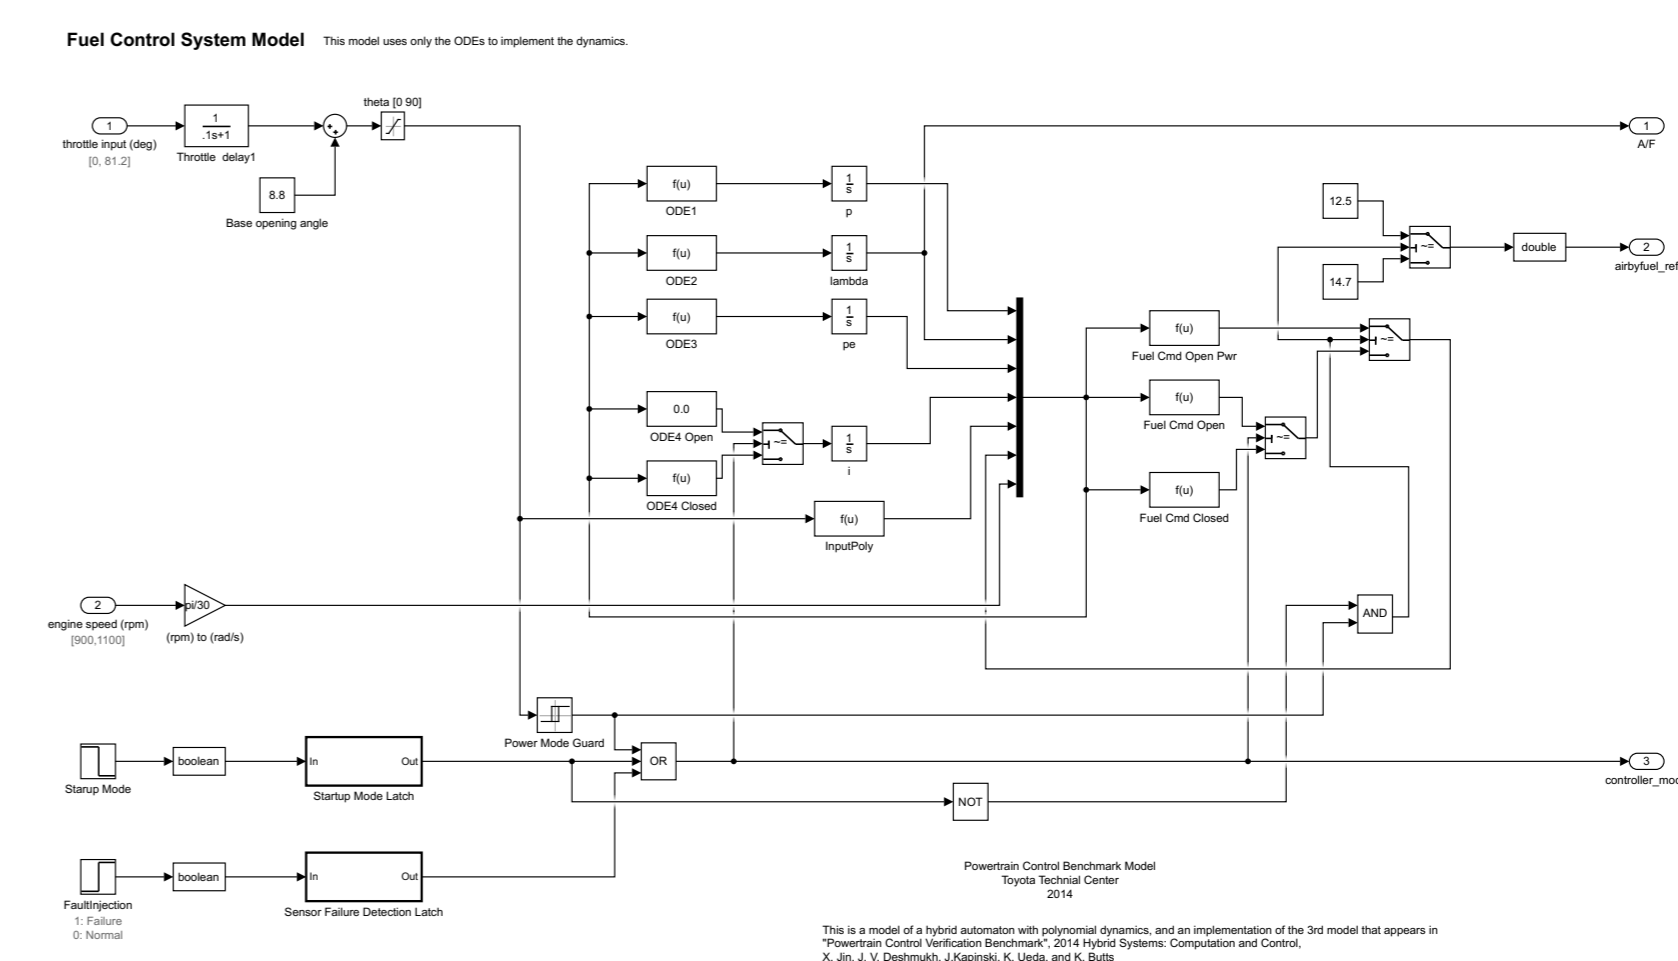 Fuel Control System Model This model uses only the ODEs to implement the dynamics.
theta [0 90]
1
throttle input (deg)
[0, 81.2]
1
.1s+1
Throttle delay1
8.8
Base opening angle
1
A/F
f(u)
ODE1
1
s
p
f(u)
ODE2
1
s
lambda
f(u)
ODE3
1
s
pe
0.0
ODE4 Open
~=
1
s
i
f(u)
ODE4 Closed
f(u)
InputPoly
12.5
~=
14.7
double
2
airbyfuel_ref
f(u)
Fuel Cmd Open Pwr
~=
f(u)
Fuel Cmd Open
~=
f(u)
Fuel Cmd Closed
2
engine speed (rpm)
[900,1100]
pi/30
(rpm) to (rad/s)
AND
Power Mode Guard
Starup Mode
boolean
In
Out
Startup Mode Latch
OR
NOT
3
controller_mod
FaultInjection
1: Failure
0: Normal
boolean
In
Out
Sensor Failure Detection Latch
Powertrain Control Benchmark Model
Toyota Technial Center
2014
This is a model of a hybrid automaton with polynomial dynamics, and an implementation of the 3rd model that appears in
"Powertrain Control Verification Benchmark", 2014 Hybrid Systems: Computation and Control,
X. Jin, J. V. Deshmukh, J.Kapinski, K. Ueda, and K. Butts